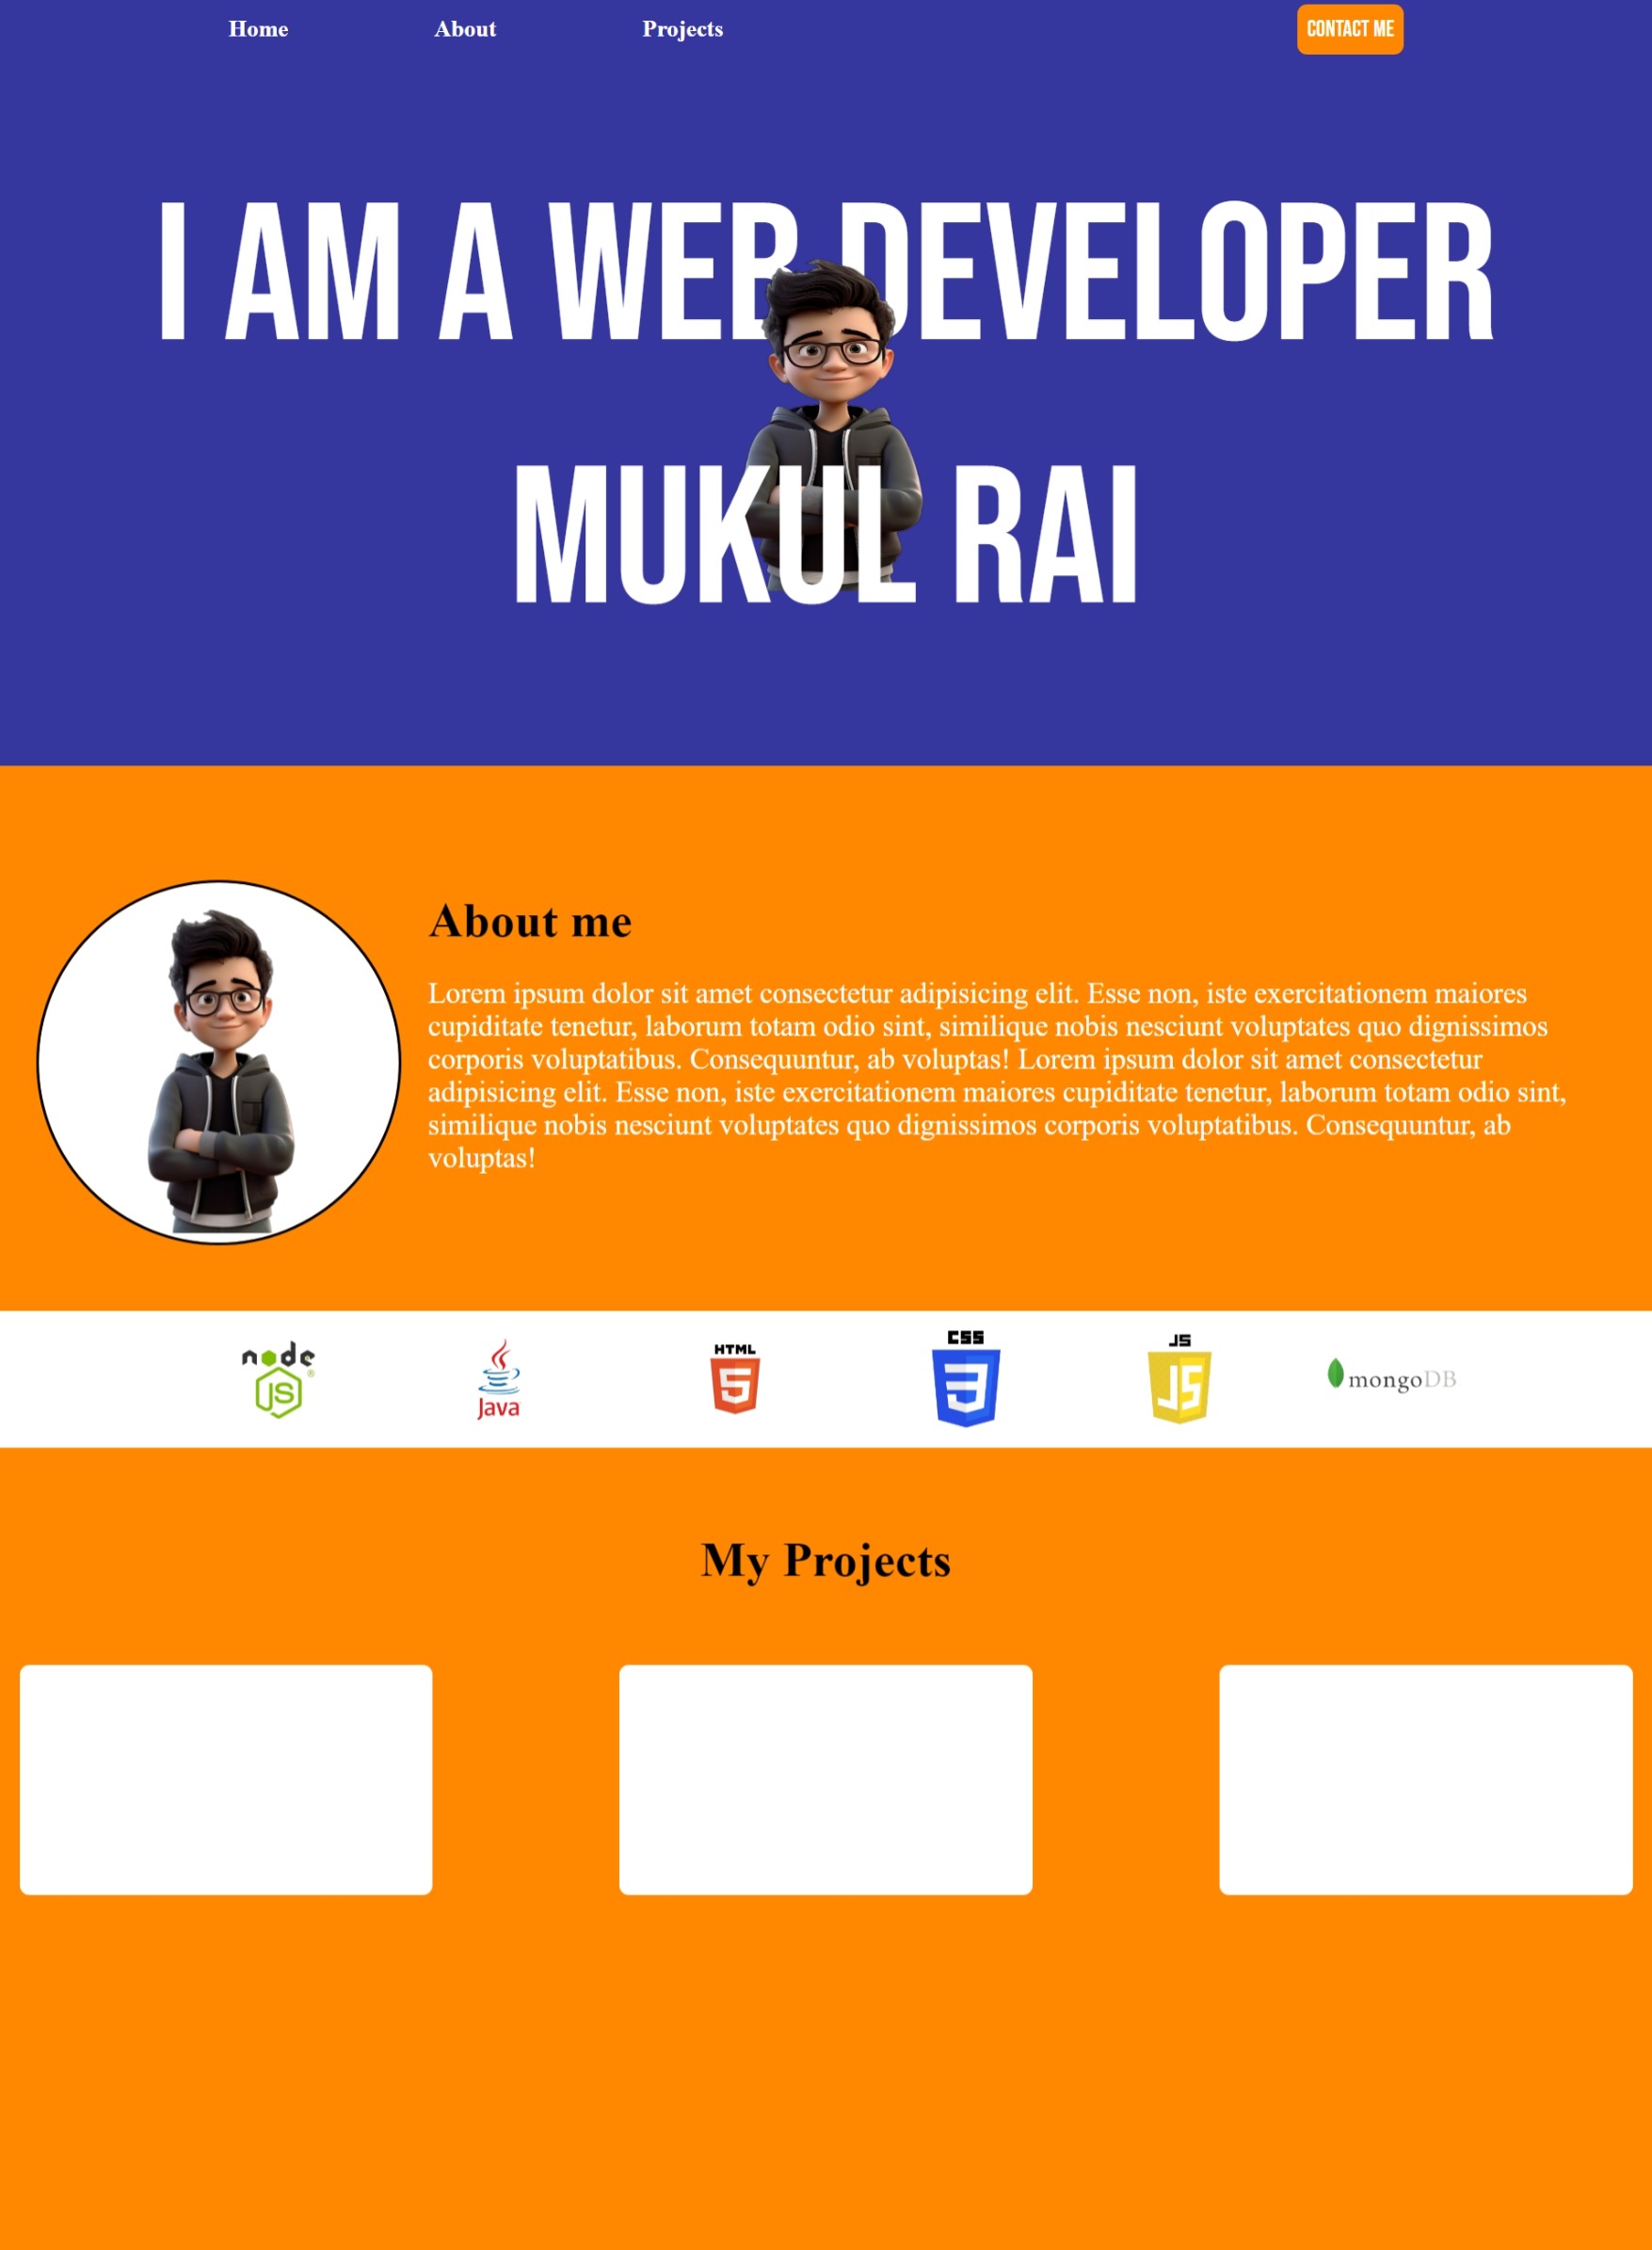 Home About Projects CONTACT ME
I AM A WEB DEVELOPER
MUKUL RAI
About me
Lorem ipsum dolor sit amet consectetur adipisicing elit. Esse non, iste exercitationem maiores
cupiditate tenetur, laborum totam odio sint, similique nobis nesciunt voluptates quo dignissimos
corporis voluptatibus. Consequuntur, ab voluptas! Lorem ipsum dolor sit amet consectetur
adipisicing elit. Esse non, iste exercitationem maiores cupiditate tenetur, laborum totam odio sint,
similique nobis nesciunt voluptates quo dignissimos corporis voluptatibus. Consequuntur, ab
voluptas!
node JS ®
Java
HTML 5
CSS 3
JS JS
mongoDB
My Projects